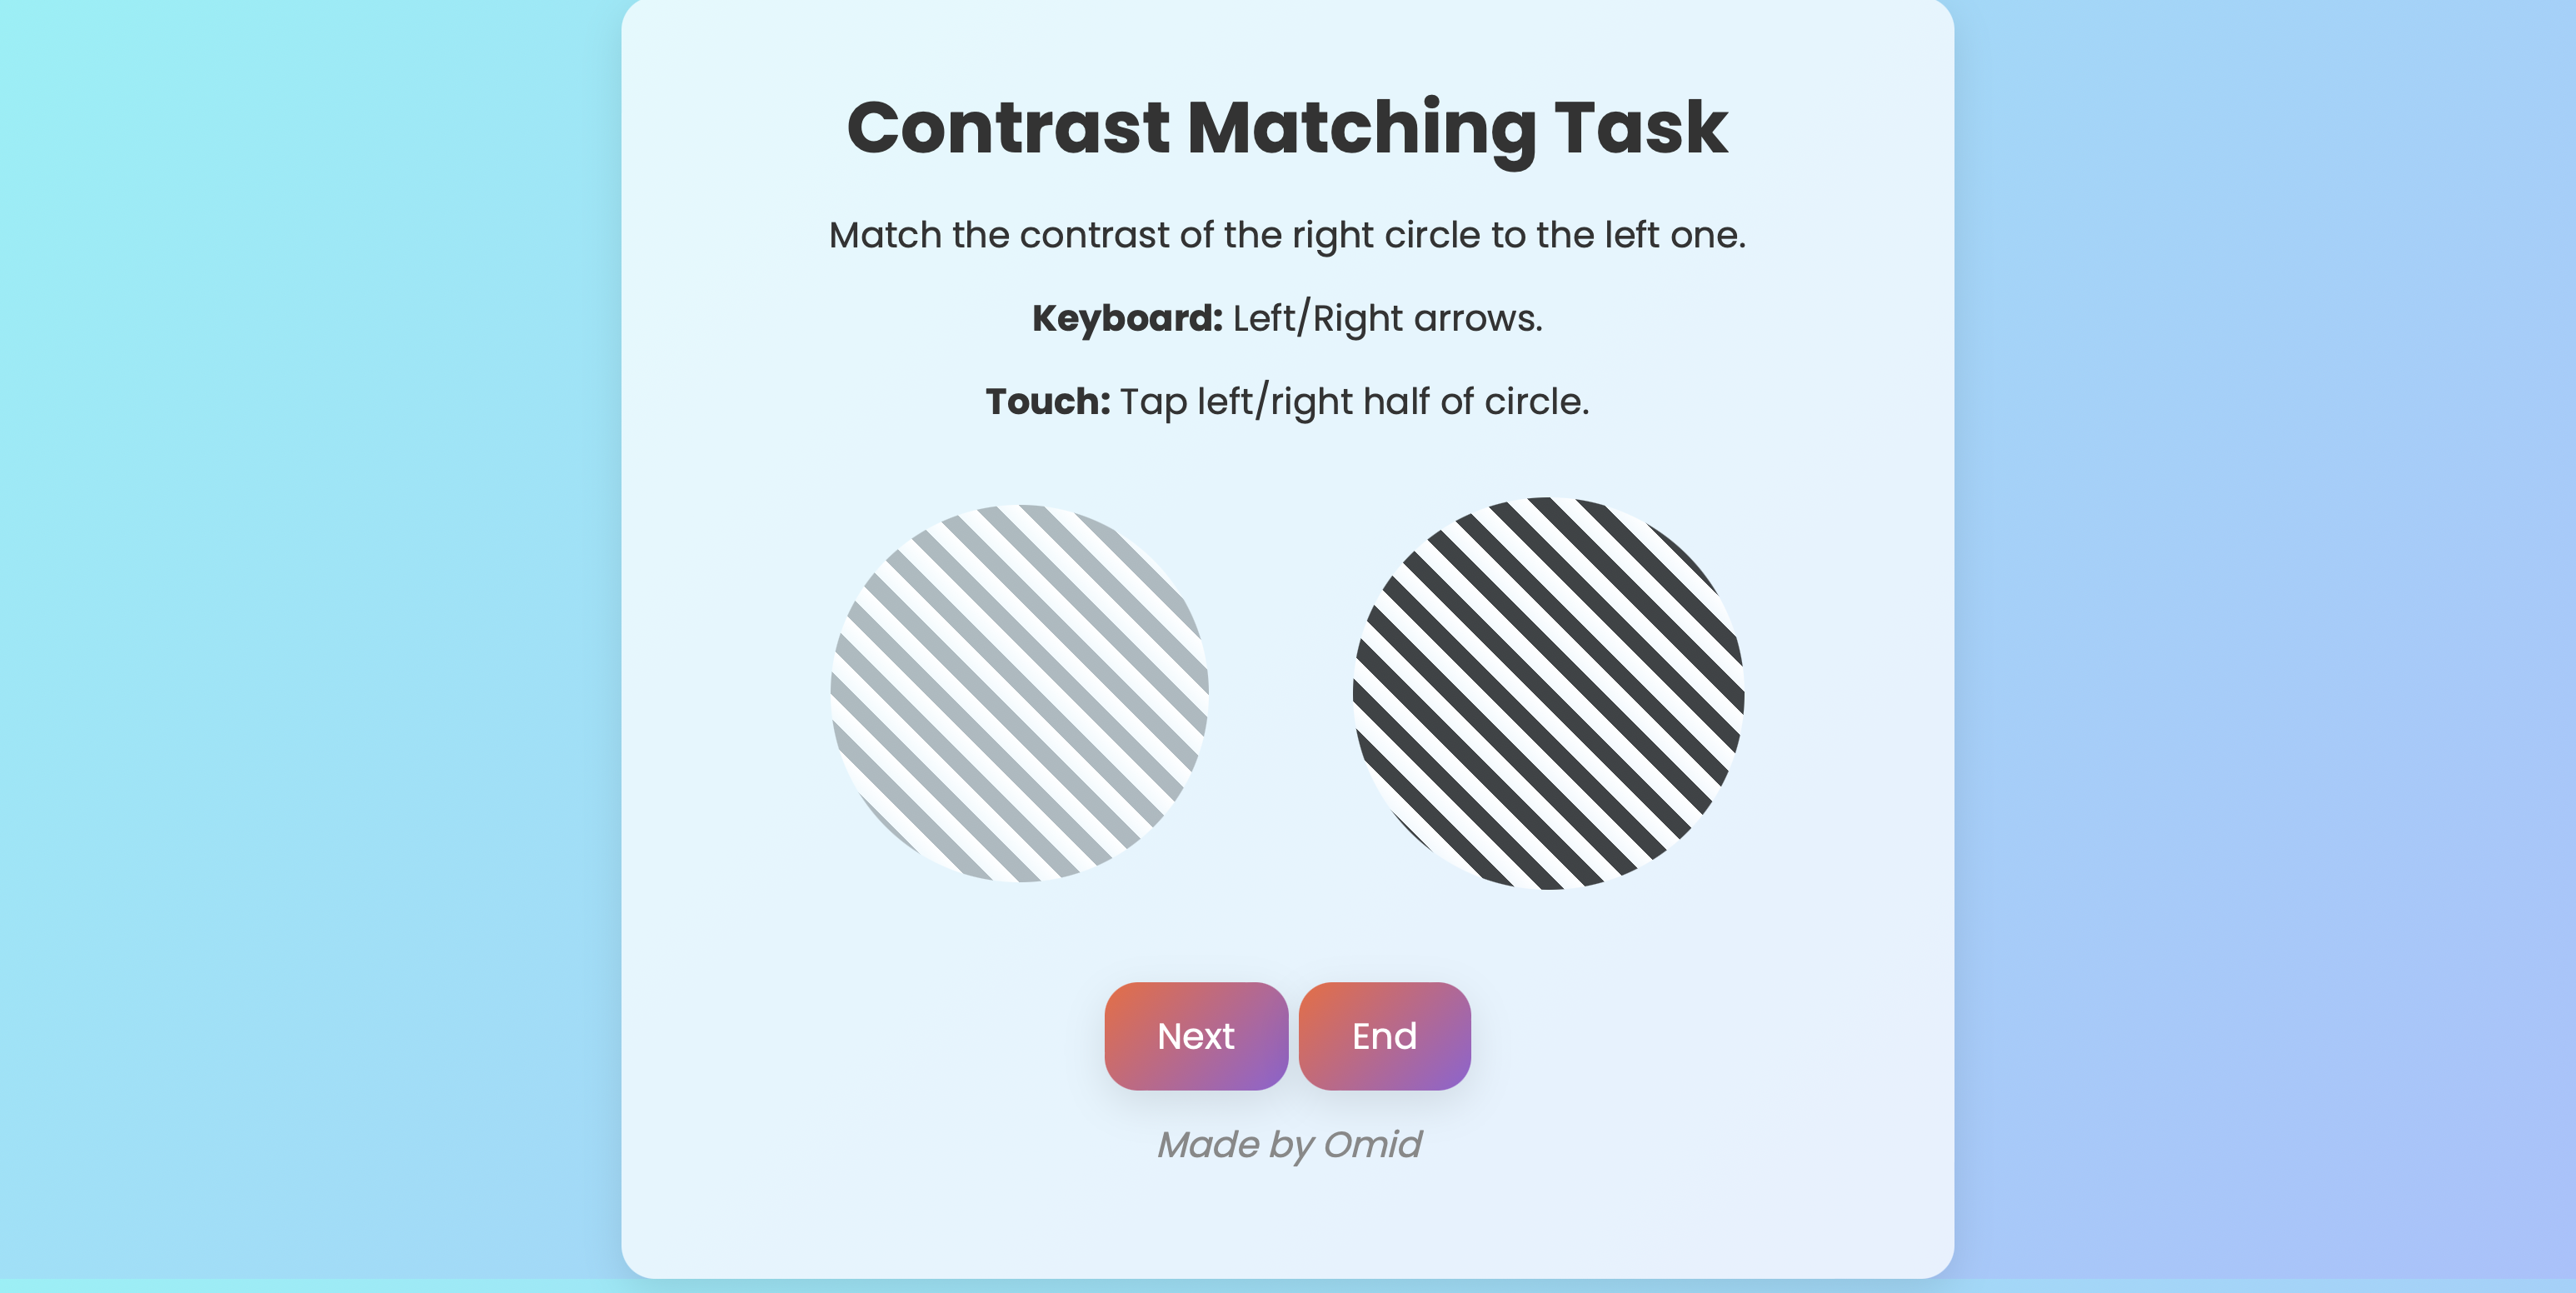 Contrast Matching Task
Match the contrast of the right circle to the left one.
Keyboard: Left/Right arrows.
Touch: Tap left/right half of circle.
Next End
Made by Omid